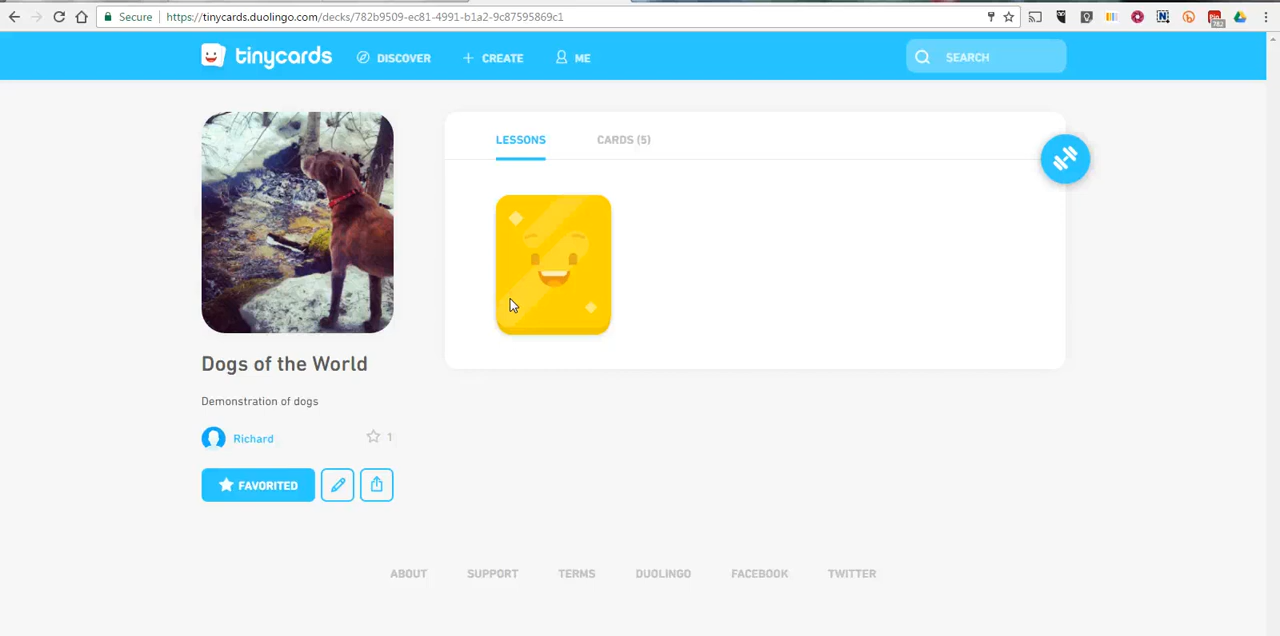 Secure https://tinycards.duolingo.com/decks/782b9509-ec81-4991-b1a2-9c87595869c1
782
tinycards DISCOVER + CREATE ME SEARCH
LESSONS CARDS (5)
Dogs of the World
Demonstration of dogs
Richard 1
FAVORITED
ABOUT SUPPORT TERMS DUOLINGO FACEBOOK TWITTER